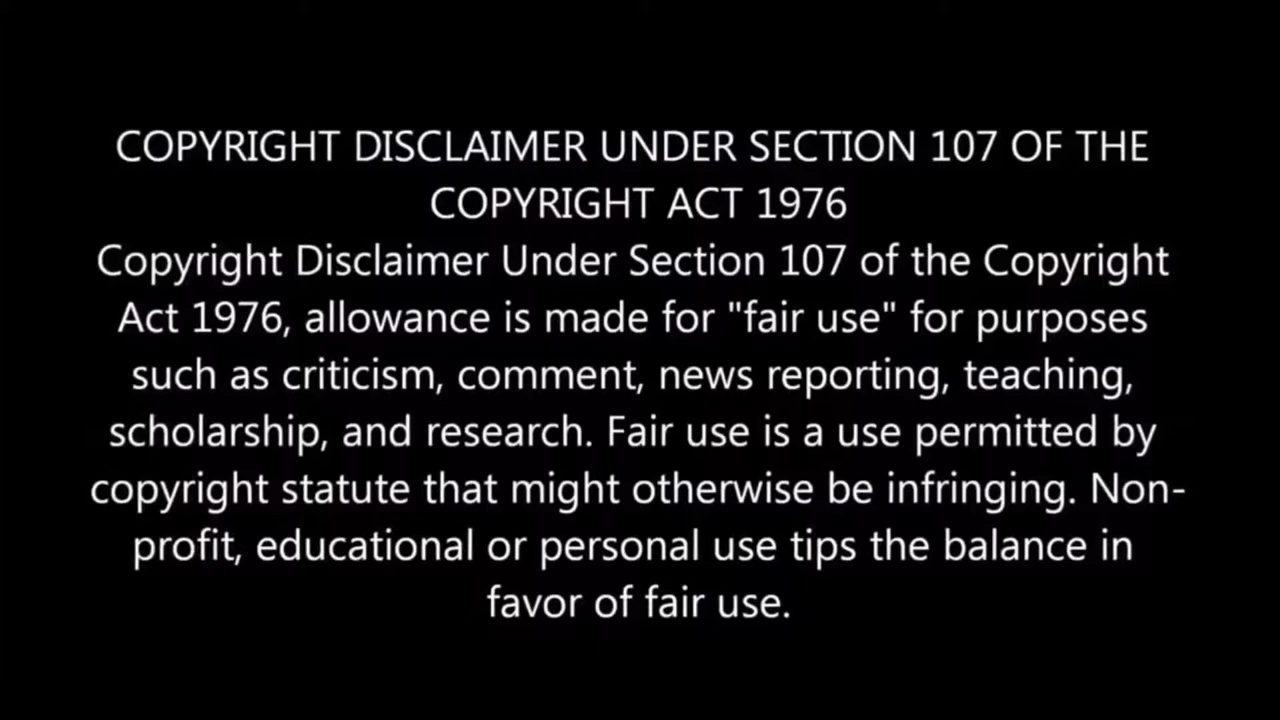 COPYRIGHT DISCLAIMER UNDER SECTION 107 OF THE
COPYRIGHT ACT 1976
Copyright Disclaimer Under Section 107 of the Copyright
Act 1976, allowance is made for "fair use" for purposes
such as criticism, comment, news reporting, teaching,
scholarship, and research. Fair use is a use permitted by
copyright statute that might otherwise be infringing. Non-
profit, educational or personal use tips the balance in
favor of fair use.